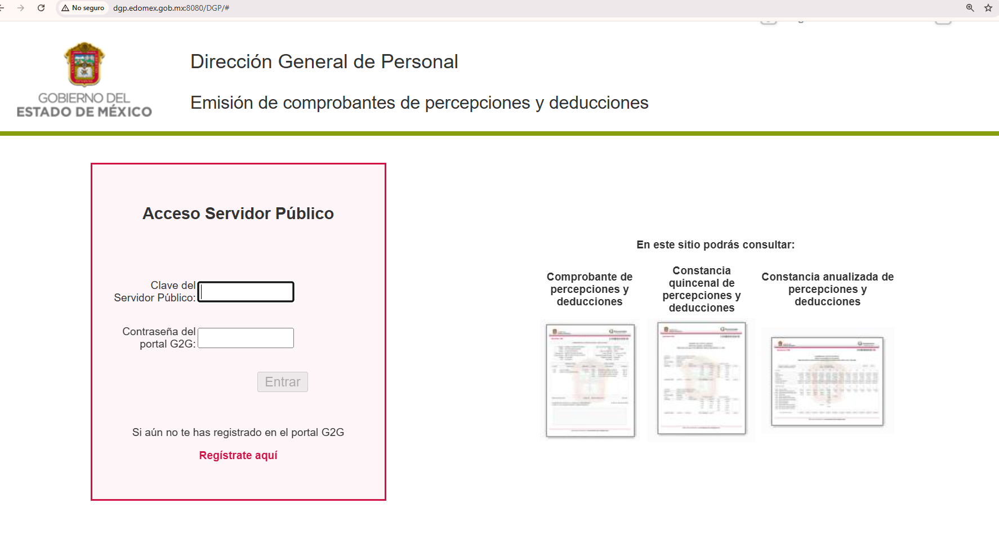 No seguro
dgp.edomex.gob.mx:8080/DGP/#
GOBIERNO DEL
ESTADO DE MÉXICO
Dirección General de Personal
Emisión de comprobantes de percepciones y deducciones
Acceso Servidor Público
Clave del
Servidor Público:
Contraseña del
portal G2G:
Entrar
Si aún no te has registrado en el portal G2G
Regístrate aquí
En este sitio podrás consultar:
Comprobante de
percepciones y
deducciones
Constancia
quincenal de
percepciones y
deducciones
Constancia anualizada de
percepciones y
deducciones